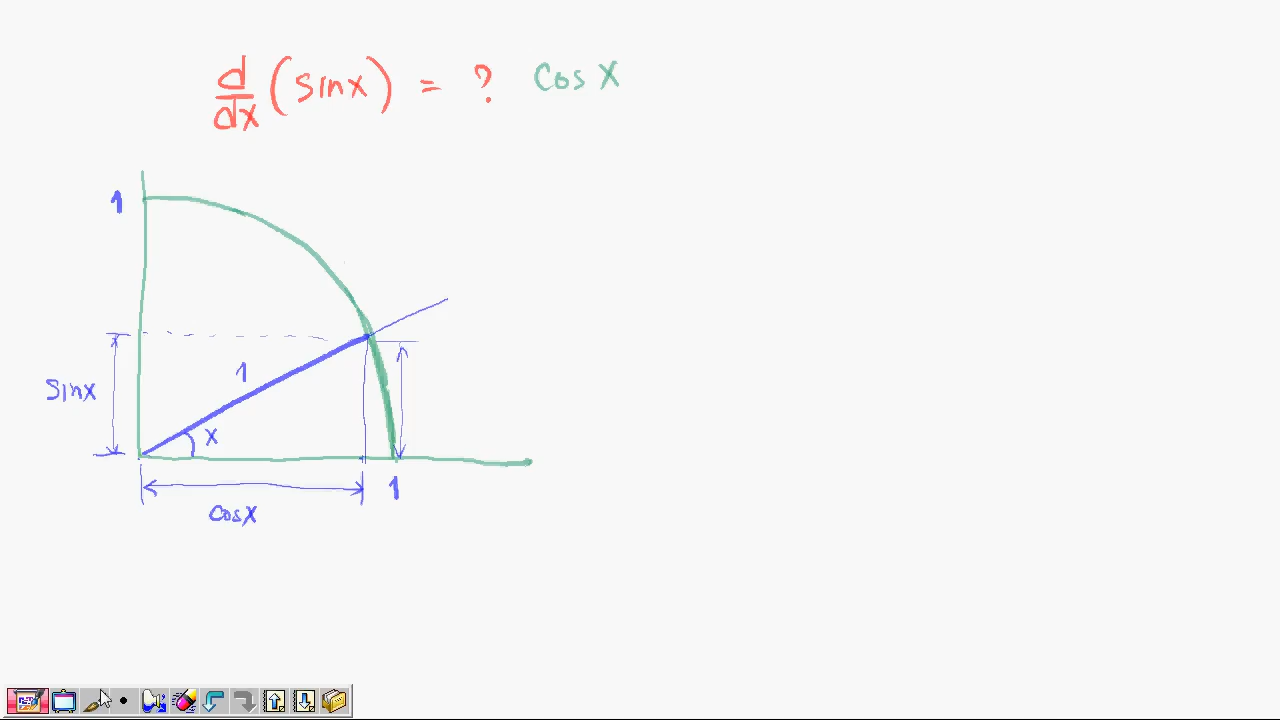 d/dx (sinx) = ? cos x
1
1
sinx
x
1
cosx